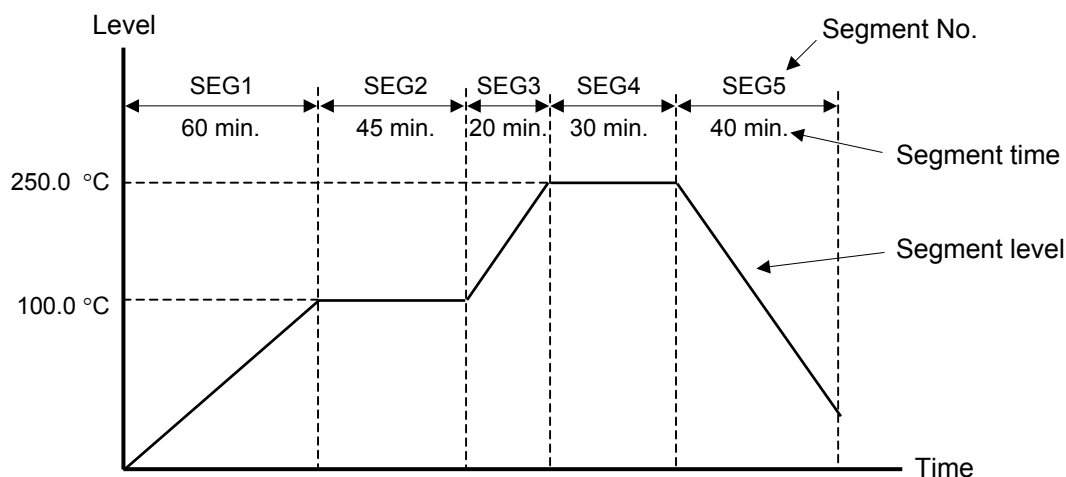 Level
Segment No.
SEG1 SEG2 SEG3 SEG4 SEG5
60 min. 45 min. 20 min. 30 min. 40 min.
Segment time
250.0 °C
Segment level
100.0 °C
Time